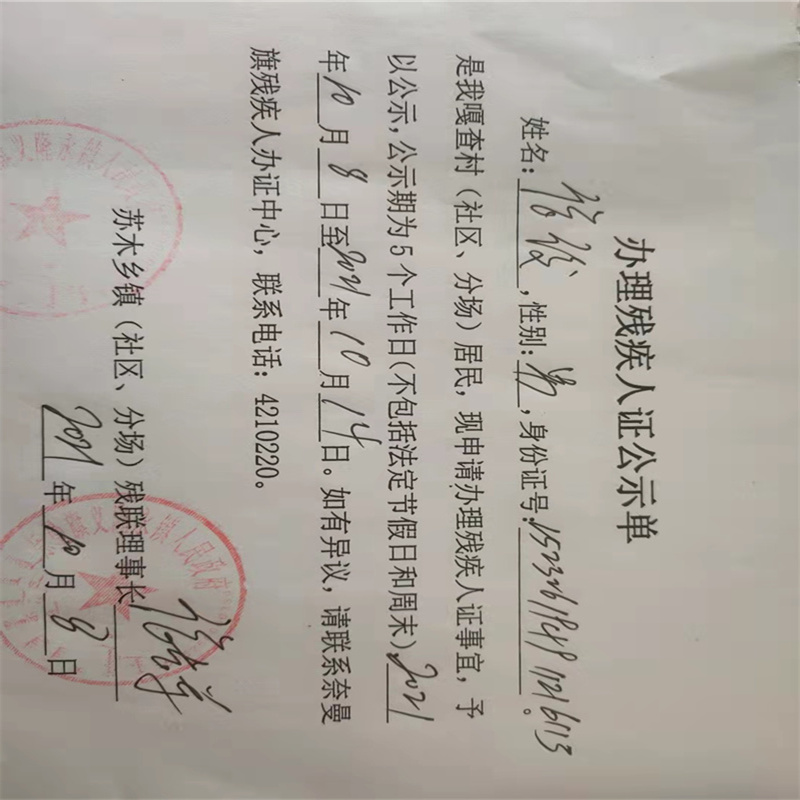 办理残疾人证公示单
姓名:,性别:男,身份证号:。
是我嘎查村(社区、分场)居民,现申请办理残疾人证事宜,予
以公示,公示期为5个工作日(不包括法定节假日和周末)2021
年10月8日至2021年10月14日。如有异议,请联系奈曼
旗残疾人办证中心,联系电话:4210220。
苏木乡镇(社区、分场)残联理事长
2021年10月8日